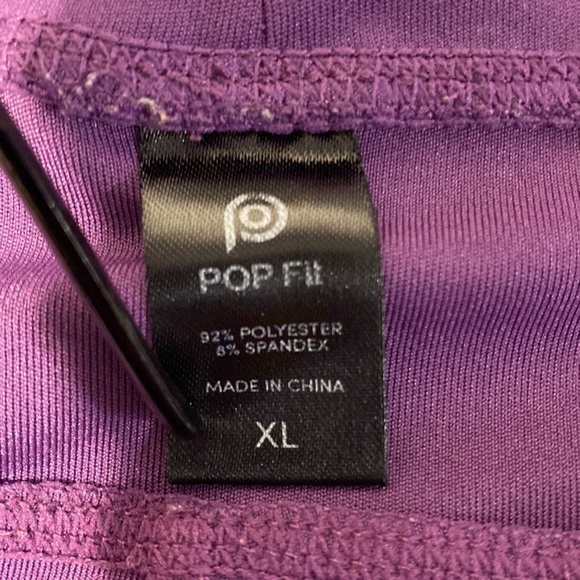 POP Fit
92% POLYESTER
8% SPANDEX
MADE IN CHINA
XL